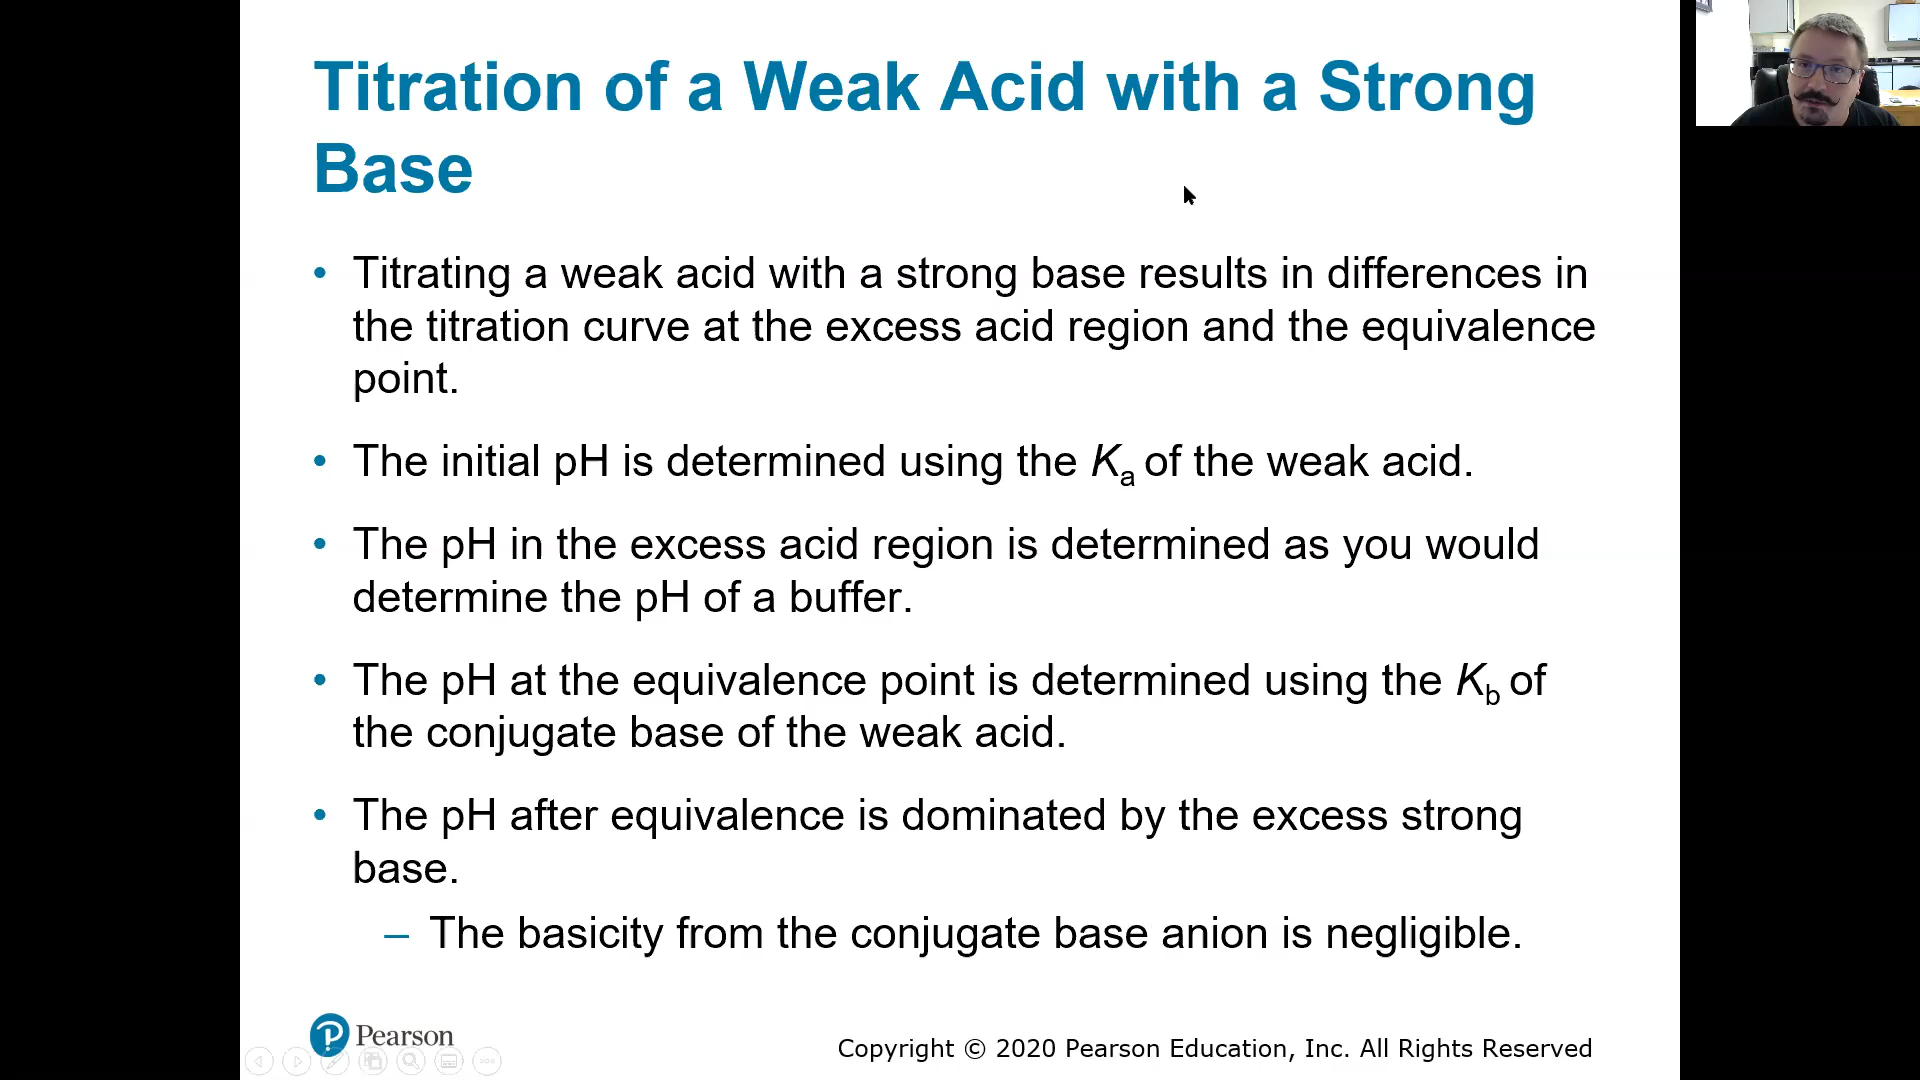 Titration of a Weak Acid with a Strong
Base
• Titrating a weak acid with a strong base results in differences in
the titration curve at the excess acid region and the equivalence
point.
• The initial pH is determined using the Ka of the weak acid.
• The pH in the excess acid region is determined as you would
determine the pH of a buffer.
• The pH at the equivalence point is determined using the Kb of
the conjugate base of the weak acid.
• The pH after equivalence is dominated by the excess strong
base.
– The basicity from the conjugate base anion is negligible.
Pearson
Copyright © 2020 Pearson Education, Inc. All Rights Reserved